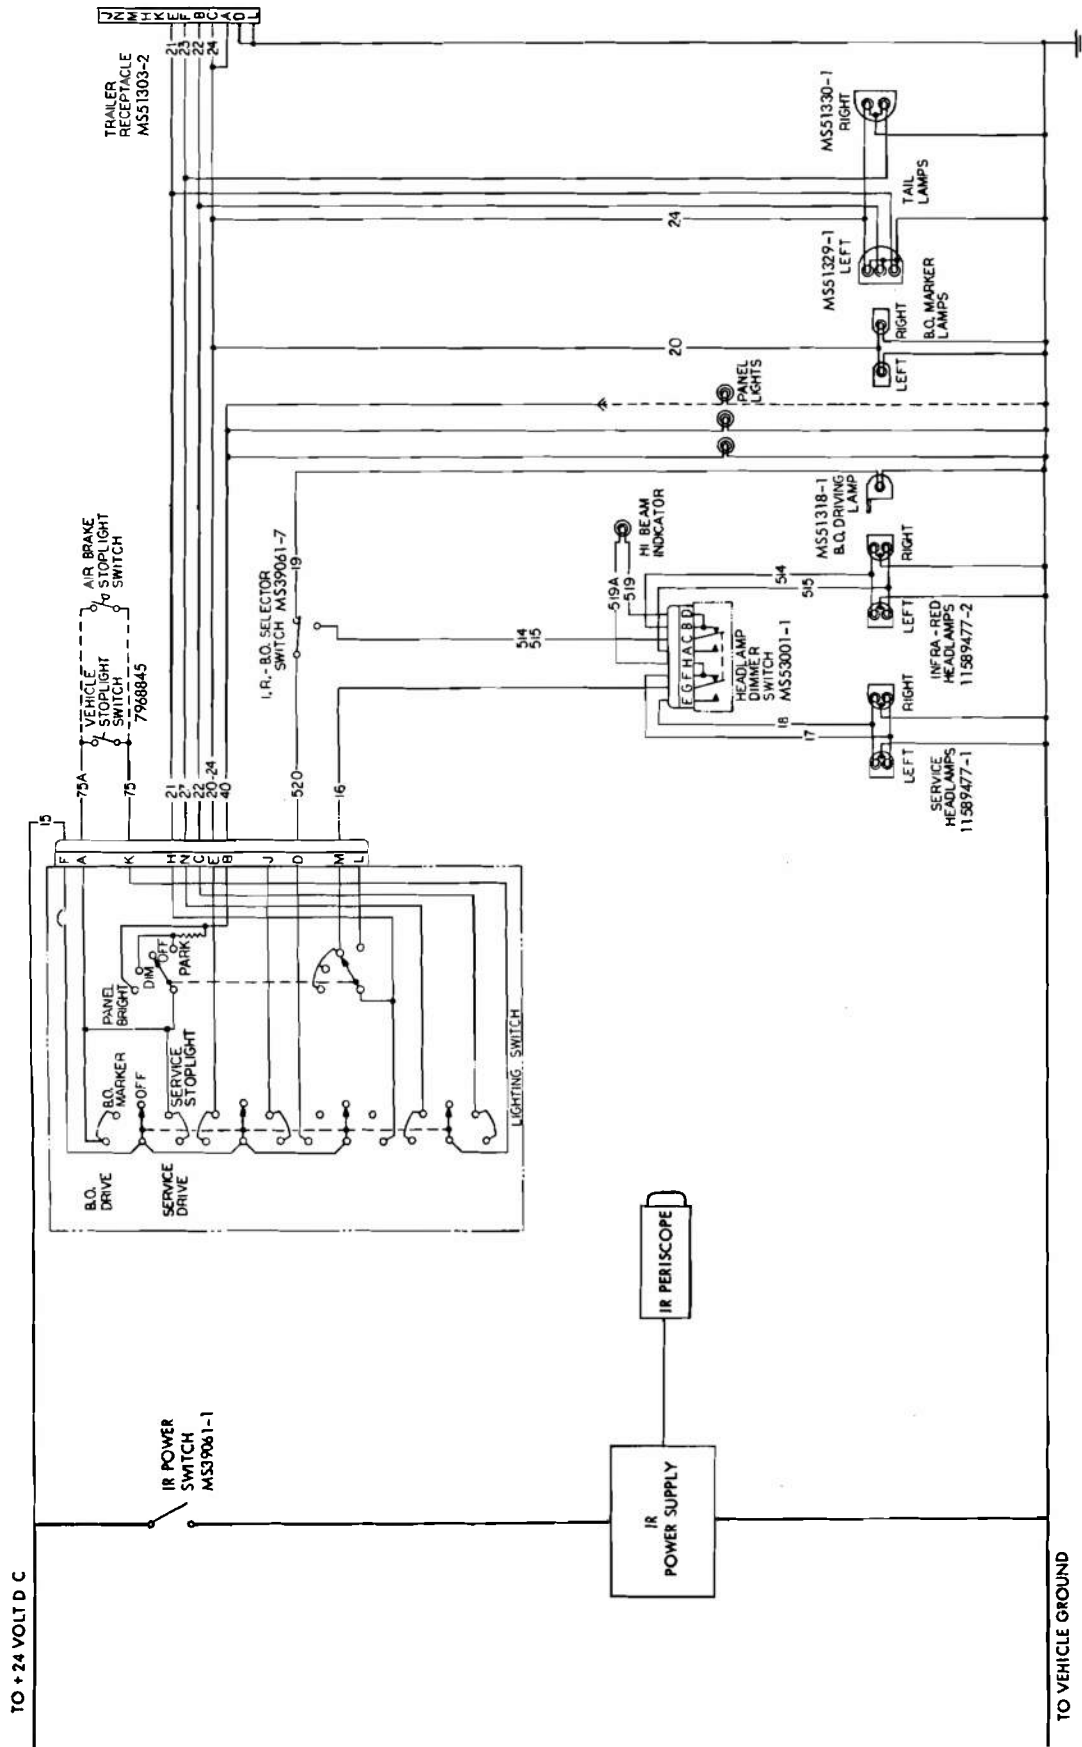 TO +24 VOLT D C
TO VEHICLE GROUND
IR POWER
SWITCH
MS39061-1
IR
POWER SUPPLY
IR PERISCOPE
B.O.
DRIVE
SERVICE
DRIVE
B.O.
MARKER
OFF
SERVICE
STOPLIGHT
PANEL
BRIGHT
DIM
OFF
PARK
LIGHTING SWITCH
F
A
K
H
N
C
E
B
J
D
M
L
15
75A
75
21
27
22
20-24
40
520
16
VEHICLE
STOPLIGHT
SWITCH
7968845
AIR BRAKE
STOPLIGHT
SWITCH
I.R.-B.O. SELECTOR
SWITCH MS39061-7
19
514
515
519A
519
HI BEAM
INDICATOR
E G F H A C B D
HEADLAMP
DIMMER
SWITCH
MS53001-1
18
17
514
515
LEFT
RIGHT
SERVICE
HEADLAMPS
11589477-1
LEFT
RIGHT
INFRA-RED
HEADLAMPS
11589477-2
MS51318-1
B.O. DRIVING
LAMP
PANEL
LIGHTS
20
LEFT
RIGHT
B.O. MARKER
LAMPS
24
MS51329-1
LEFT
TAIL
LAMPS
MS51330-1
RIGHT
TRAILER
RECEPTACLE
MS51303-2
21
23
22
24
J N M H K E F B C A D L